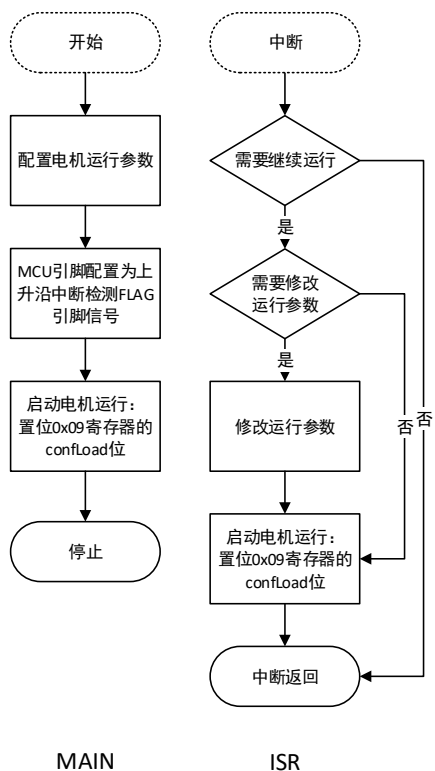 开始
配置电机运行参数
MCU引脚配置为上
升沿中断检测FLAG
引脚信号
启动电机运行：
置位0x09寄存器的
confLoad位
停止
MAIN
中断
需要继续运行
是
需要修改
运行参数
是
修改运行参数
否
否
启动电机运行：
置位0x09寄存器的
confLoad位
中断返回
ISR